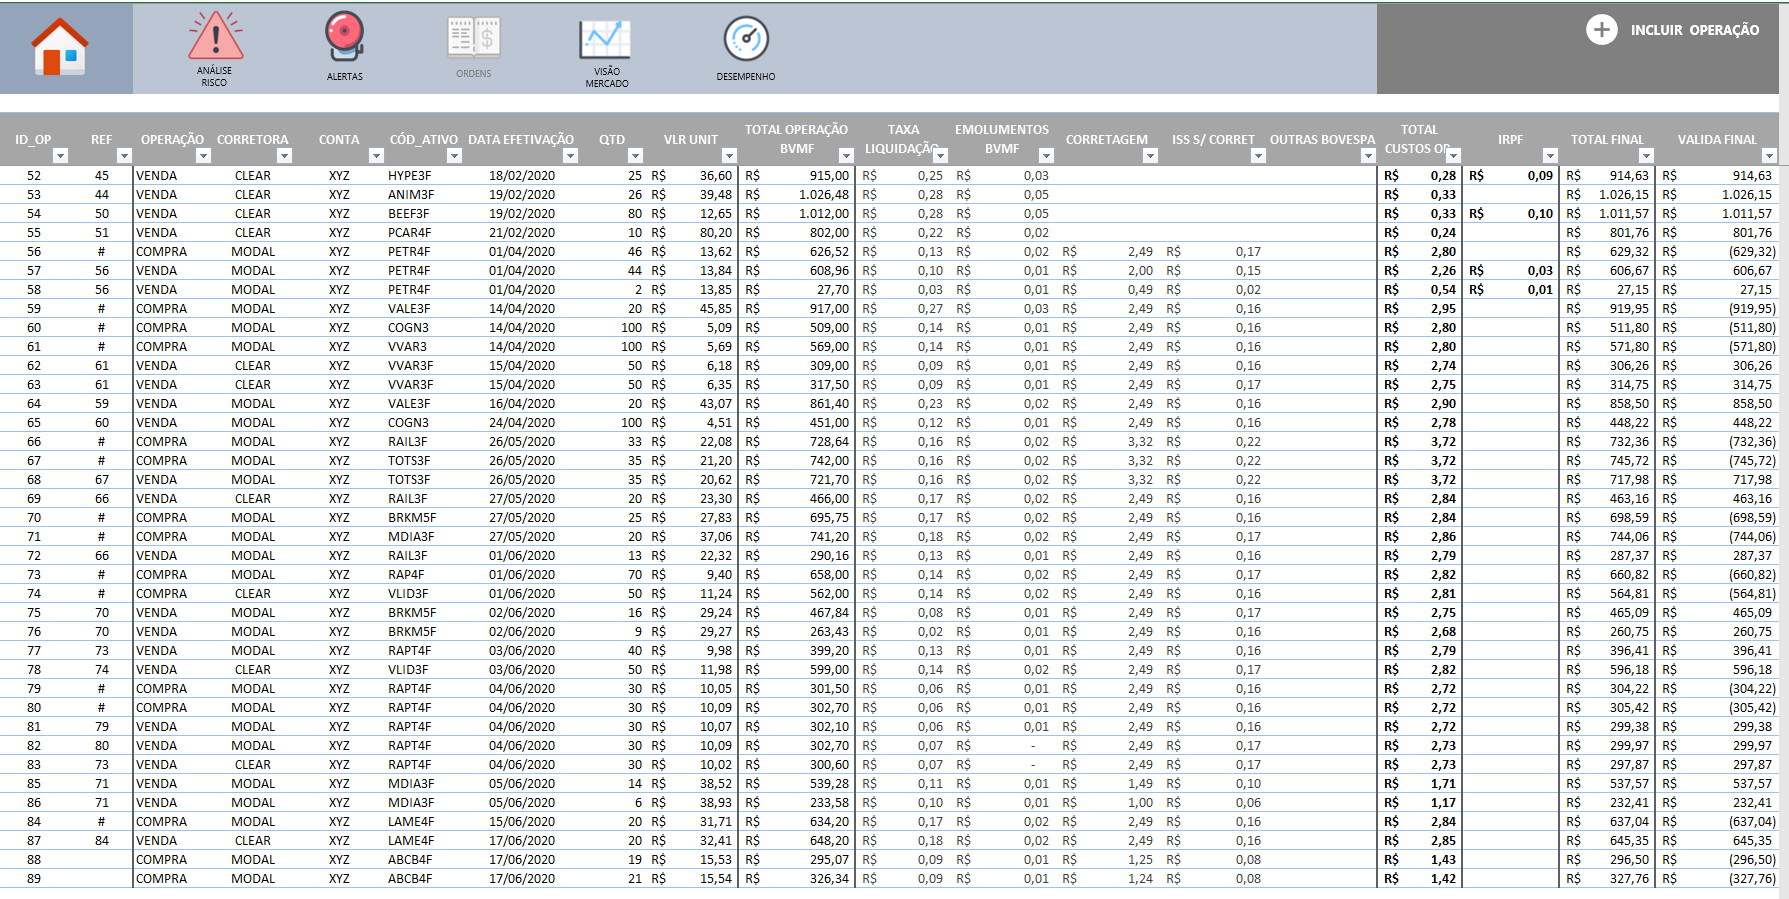 ANÁLISE
RISCO
ALERTAS
ORDENS
VISÃO
MERCADO
DESEMPENHO
INCLUIR OPERAÇÃO
ID_OP REF OPERAÇÃO CORRETORA CONTA CÓD_ATIVO DATA EFETIVAÇÃO QTD VLR UNIT TOTAL OPERAÇÃO BVMF TAXA LIQUIDAÇÃO EMOLUMENTOS BVMF CORRETAGEM ISS S/ CORRET OUTRAS BOVESPA TOTAL CUSTOS OP IRPF TOTAL FINAL VALIDA FINAL
52 45 VENDA CLEAR XYZ HYPE3F 18/02/2020 25 R$ 36,60 R$ 915,00 R$ 0,25 R$ 0,03 R$ 0,28 R$ 0,09 R$ 914,63 R$ 914,63
53 44 VENDA CLEAR XYZ ANIM3F 19/02/2020 26 R$ 39,48 R$ 1.026,48 R$ 0,28 R$ 0,05 R$ 0,33 R$ 1.026,15 R$ 1.026,15
54 50 VENDA CLEAR XYZ BEEF3F 19/02/2020 80 R$ 12,65 R$ 1.012,00 R$ 0,28 R$ 0,05 R$ 0,33 R$ 0,10 R$ 1.011,57 R$ 1.011,57
55 51 VENDA CLEAR XYZ PCAR4F 21/02/2020 10 R$ 80,20 R$ 802,00 R$ 0,22 R$ 0,02 R$ 0,24 R$ 801,76 R$ 801,76
56 # COMPRA MODAL XYZ PETR4F 01/04/2020 46 R$ 13,62 R$ 626,52 R$ 0,13 R$ 0,02 R$ 2,49 R$ 0,17 R$ 2,80 R$ 629,32 R$ (629,32)
57 56 VENDA MODAL XYZ PETR4F 01/04/2020 44 R$ 13,84 R$ 608,96 R$ 0,10 R$ 0,01 R$ 2,00 R$ 0,15 R$ 2,26 R$ 0,03 R$ 606,67 R$ 606,67
58 56 VENDA MODAL XYZ PETR4F 01/04/2020 2 R$ 13,85 R$ 27,70 R$ 0,03 R$ 0,01 R$ 0,49 R$ 0,02 R$ 0,54 R$ 0,01 R$ 27,15 R$ 27,15
59 # COMPRA MODAL XYZ VALE3F 14/04/2020 20 R$ 45,85 R$ 917,00 R$ 0,27 R$ 0,03 R$ 2,49 R$ 0,16 R$ 2,95 R$ 919,95 R$ (919,95)
60 # COMPRA MODAL XYZ COGN3 14/04/2020 100 R$ 5,09 R$ 509,00 R$ 0,14 R$ 0,01 R$ 2,49 R$ 0,16 R$ 2,80 R$ 511,80 R$ (511,80)
61 # COMPRA MODAL XYZ VVAR3 14/04/2020 100 R$ 5,69 R$ 569,00 R$ 0,14 R$ 0,01 R$ 2,49 R$ 0,16 R$ 2,80 R$ 571,80 R$ (571,80)
62 61 VENDA CLEAR XYZ VVAR3F 15/04/2020 50 R$ 6,18 R$ 309,00 R$ 0,09 R$ 0,01 R$ 2,49 R$ 0,16 R$ 2,74 R$ 306,26 R$ 306,26
63 61 VENDA CLEAR XYZ VVAR3F 15/04/2020 50 R$ 6,35 R$ 317,50 R$ 0,09 R$ 0,01 R$ 2,49 R$ 0,17 R$ 2,75 R$ 314,75 R$ 314,75
64 59 VENDA MODAL XYZ VALE3F 16/04/2020 20 R$ 43,07 R$ 861,40 R$ 0,23 R$ 0,02 R$ 2,49 R$ 0,16 R$ 2,90 R$ 858,50 R$ 858,50
65 60 VENDA MODAL XYZ COGN3 24/04/2020 100 R$ 4,51 R$ 451,00 R$ 0,12 R$ 0,01 R$ 2,49 R$ 0,16 R$ 2,78 R$ 448,22 R$ 448,22
66 # COMPRA MODAL XYZ RAIL3F 26/05/2020 33 R$ 22,08 R$ 728,64 R$ 0,16 R$ 0,02 R$ 3,32 R$ 0,22 R$ 3,72 R$ 732,36 R$ (732,36)
67 # COMPRA MODAL XYZ TOTS3F 26/05/2020 35 R$ 21,20 R$ 742,00 R$ 0,16 R$ 0,02 R$ 3,32 R$ 0,22 R$ 3,72 R$ 745,72 R$ (745,72)
68 67 VENDA MODAL XYZ TOTS3F 26/05/2020 35 R$ 20,62 R$ 721,70 R$ 0,16 R$ 0,02 R$ 3,32 R$ 0,22 R$ 3,72 R$ 717,98 R$ 717,98
69 66 VENDA CLEAR XYZ RAIL3F 27/05/2020 20 R$ 23,30 R$ 466,00 R$ 0,17 R$ 0,02 R$ 2,49 R$ 0,16 R$ 2,84 R$ 463,16 R$ 463,16
70 # COMPRA MODAL XYZ BRKM5F 27/05/2020 25 R$ 27,83 R$ 695,75 R$ 0,17 R$ 0,02 R$ 2,49 R$ 0,16 R$ 2,84 R$ 698,59 R$ (698,59)
71 # COMPRA MODAL XYZ MDIA3F 27/05/2020 20 R$ 37,06 R$ 741,20 R$ 0,18 R$ 0,02 R$ 2,49 R$ 0,17 R$ 2,86 R$ 744,06 R$ (744,06)
72 66 VENDA MODAL XYZ RAIL3F 01/06/2020 13 R$ 22,32 R$ 290,16 R$ 0,13 R$ 0,01 R$ 2,49 R$ 0,16 R$ 2,79 R$ 287,37 R$ 287,37
73 # COMPRA MODAL XYZ RAP4F 01/06/2020 70 R$ 9,40 R$ 658,00 R$ 0,14 R$ 0,02 R$ 2,49 R$ 0,17 R$ 2,82 R$ 660,82 R$ (660,82)
74 # COMPRA CLEAR XYZ VLID3F 01/06/2020 50 R$ 11,24 R$ 562,00 R$ 0,14 R$ 0,02 R$ 2,49 R$ 0,16 R$ 2,81 R$ 564,81 R$ (564,81)
75 70 VENDA MODAL XYZ BRKM5F 02/06/2020 16 R$ 29,24 R$ 467,84 R$ 0,08 R$ 0,01 R$ 2,49 R$ 0,17 R$ 2,75 R$ 465,09 R$ 465,09
76 70 VENDA MODAL XYZ BRKM5F 02/06/2020 9 R$ 29,27 R$ 263,43 R$ 0,02 R$ 0,01 R$ 2,49 R$ 0,16 R$ 2,68 R$ 260,75 R$ 260,75
77 73 VENDA MODAL XYZ RAPT4F 03/06/2020 40 R$ 9,98 R$ 399,20 R$ 0,13 R$ 0,01 R$ 2,49 R$ 0,16 R$ 2,79 R$ 396,41 R$ 396,41
78 74 VENDA CLEAR XYZ VLID3F 03/06/2020 50 R$ 11,98 R$ 599,00 R$ 0,14 R$ 0,02 R$ 2,49 R$ 0,17 R$ 2,82 R$ 596,18 R$ 596,18
79 # COMPRA MODAL XYZ RAPT4F 04/06/2020 30 R$ 10,05 R$ 301,50 R$ 0,06 R$ 0,01 R$ 2,49 R$ 0,16 R$ 2,72 R$ 304,22 R$ (304,22)
80 # COMPRA MODAL XYZ RAPT4F 04/06/2020 30 R$ 10,09 R$ 302,70 R$ 0,06 R$ 0,01 R$ 2,49 R$ 0,16 R$ 2,72 R$ 305,42 R$ (305,42)
81 79 VENDA MODAL XYZ RAPT4F 04/06/2020 30 R$ 10,07 R$ 302,10 R$ 0,06 R$ 0,01 R$ 2,49 R$ 0,16 R$ 2,72 R$ 299,38 R$ 299,38
82 80 VENDA MODAL XYZ RAPT4F 04/06/2020 30 R$ 10,09 R$ 302,70 R$ 0,07 R$ - R$ 2,49 R$ 0,17 R$ 2,73 R$ 299,97 R$ 299,97
83 73 VENDA CLEAR XYZ RAPT4F 04/06/2020 30 R$ 10,02 R$ 300,60 R$ 0,07 R$ - R$ 2,49 R$ 0,17 R$ 2,73 R$ 297,87 R$ 297,87
85 71 VENDA MODAL XYZ MDIA3F 05/06/2020 14 R$ 38,52 R$ 539,28 R$ 0,11 R$ 0,01 R$ 1,49 R$ 0,10 R$ 1,71 R$ 537,57 R$ 537,57
86 71 VENDA MODAL XYZ MDIA3F 05/06/2020 6 R$ 38,93 R$ 233,58 R$ 0,10 R$ 0,01 R$ 1,00 R$ 0,06 R$ 1,17 R$ 232,41 R$ 232,41
84 # COMPRA MODAL XYZ LAME4F 15/06/2020 20 R$ 31,71 R$ 634,20 R$ 0,17 R$ 0,02 R$ 2,49 R$ 0,16 R$ 2,84 R$ 637,04 R$ (637,04)
87 84 VENDA CLEAR XYZ LAME4F 17/06/2020 20 R$ 32,41 R$ 648,20 R$ 0,18 R$ 0,02 R$ 2,49 R$ 0,16 R$ 2,85 R$ 645,35 R$ 645,35
88 COMPRA MODAL XYZ ABCB4F 17/06/2020 19 R$ 15,53 R$ 295,07 R$ 0,09 R$ 0,01 R$ 1,25 R$ 0,08 R$ 1,43 R$ 296,50 R$ (296,50)
89 COMPRA MODAL XYZ ABCB4F 17/06/2020 21 R$ 15,54 R$ 326,34 R$ 0,09 R$ 0,01 R$ 1,24 R$ 0,08 R$ 1,42 R$ 327,76 R$ (327,76)